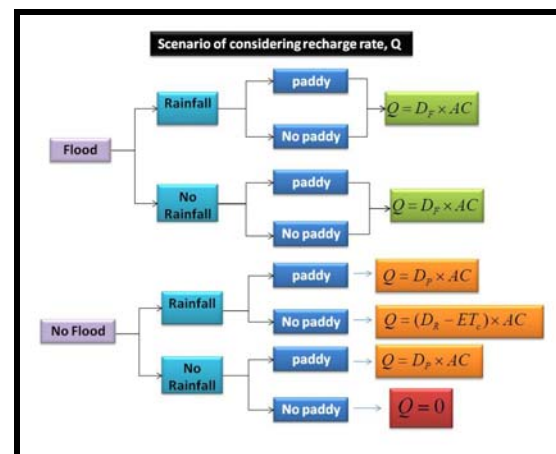 Scenario of considering recharge rate, Q
Flood
Rainfall
paddy
No paddy
Q = D_F × AC
No
Rainfall
paddy
No paddy
Q = D_F × AC
No Flood
Rainfall
paddy
Q = D_P × AC
No paddy
Q = (D_R − ET_c) × AC
No
Rainfall
paddy
Q = D_P × AC
No paddy
Q = 0